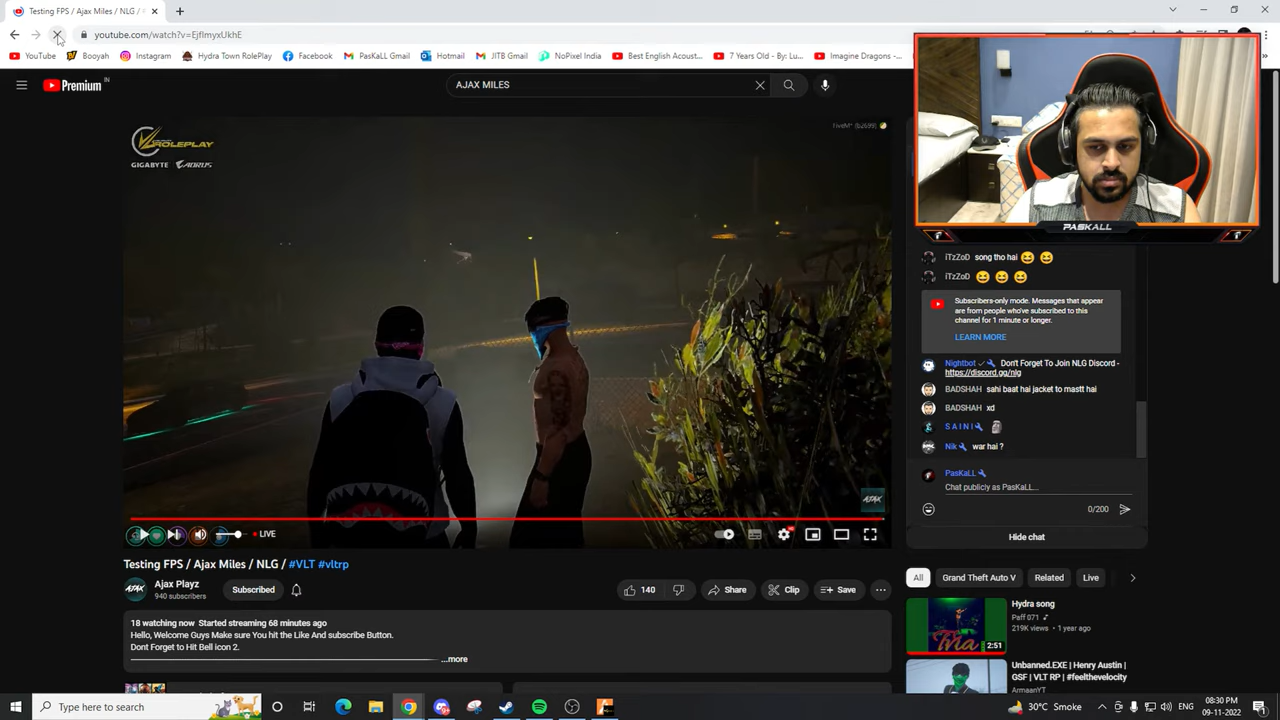 Testing FPS / Ajax Miles / NLG /
youtube.com/watch?v=EjfImyxUkhE
YouTube
Booyah
Instagram
Hydra Town RolePlay
Facebook
PasKaLL Gmail
Hotmail
JITB Gmail
NoPixel India
Best English Acoust...
7 Years Old - By: Lu...
Imagine Dragons -...
Premium IN
AJAX MILES
ROLEPLAY
GIGABYTE AORUS
FiveM® (b2699)
PASKALL
iTzZoD song tho hai
iTzZoD
Subscribers-only mode. Messages that appear
are from people who've subscribed to this
channel for 1 minute or longer.
LEARN MORE
Nightbot Don't Forget To Join NLG Discord -
https://discord.gg/nlg
BADSHAH sahi baat hai jacket to mastt hai
BADSHAH xd
S A I N I
Nik war hai ?
PasKaLL
Chat publicly as PasKaLL...
0/200
Hide chat
AJAX
LIVE
Testing FPS / Ajax Miles / NLG / #VLT #vltrp
AJAX
Ajax Playz
940 subscribers
Subscribed
140
Share
Clip
Save
18 watching now Started streaming 68 minutes ago
Hello, Welcome Guys Make sure You hit the Like And subscribe Button.
Dont Forget to Hit Bell icon 2.
...more
All
Grand Theft Auto V
Related
Live
Hydra song
Paff 071
219K views • 1 year ago
2:51
Unbanned.EXE | Henry Austin |
GSF | VLT RP | #feelthevelocity
ArmaanYT
Type here to search
30°C Smoke
ENG
08:30 PM
09-11-2022